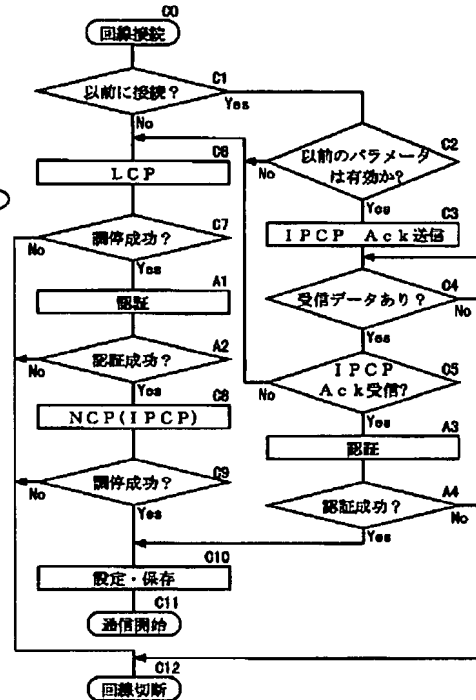 C0
回線接続
C1
以前に接続?
Yes
No
C2
以前のパラメータ
は有効か?
No
Yes
C6
LCP
C3
IPCP Ack送信
C7
調停成功?
No
Yes
C4
受信データあり?
No
Yes
A1
認証
C5
IPCP
Ack受信?
No
Yes
A2
認証成功?
No
Yes
A3
認証
C8
NCP(IPCP)
A4
認証成功?
No
Yes
C9
調停成功?
No
Yes
C10
設定・保存
C11
通信開始
C12
回線切断